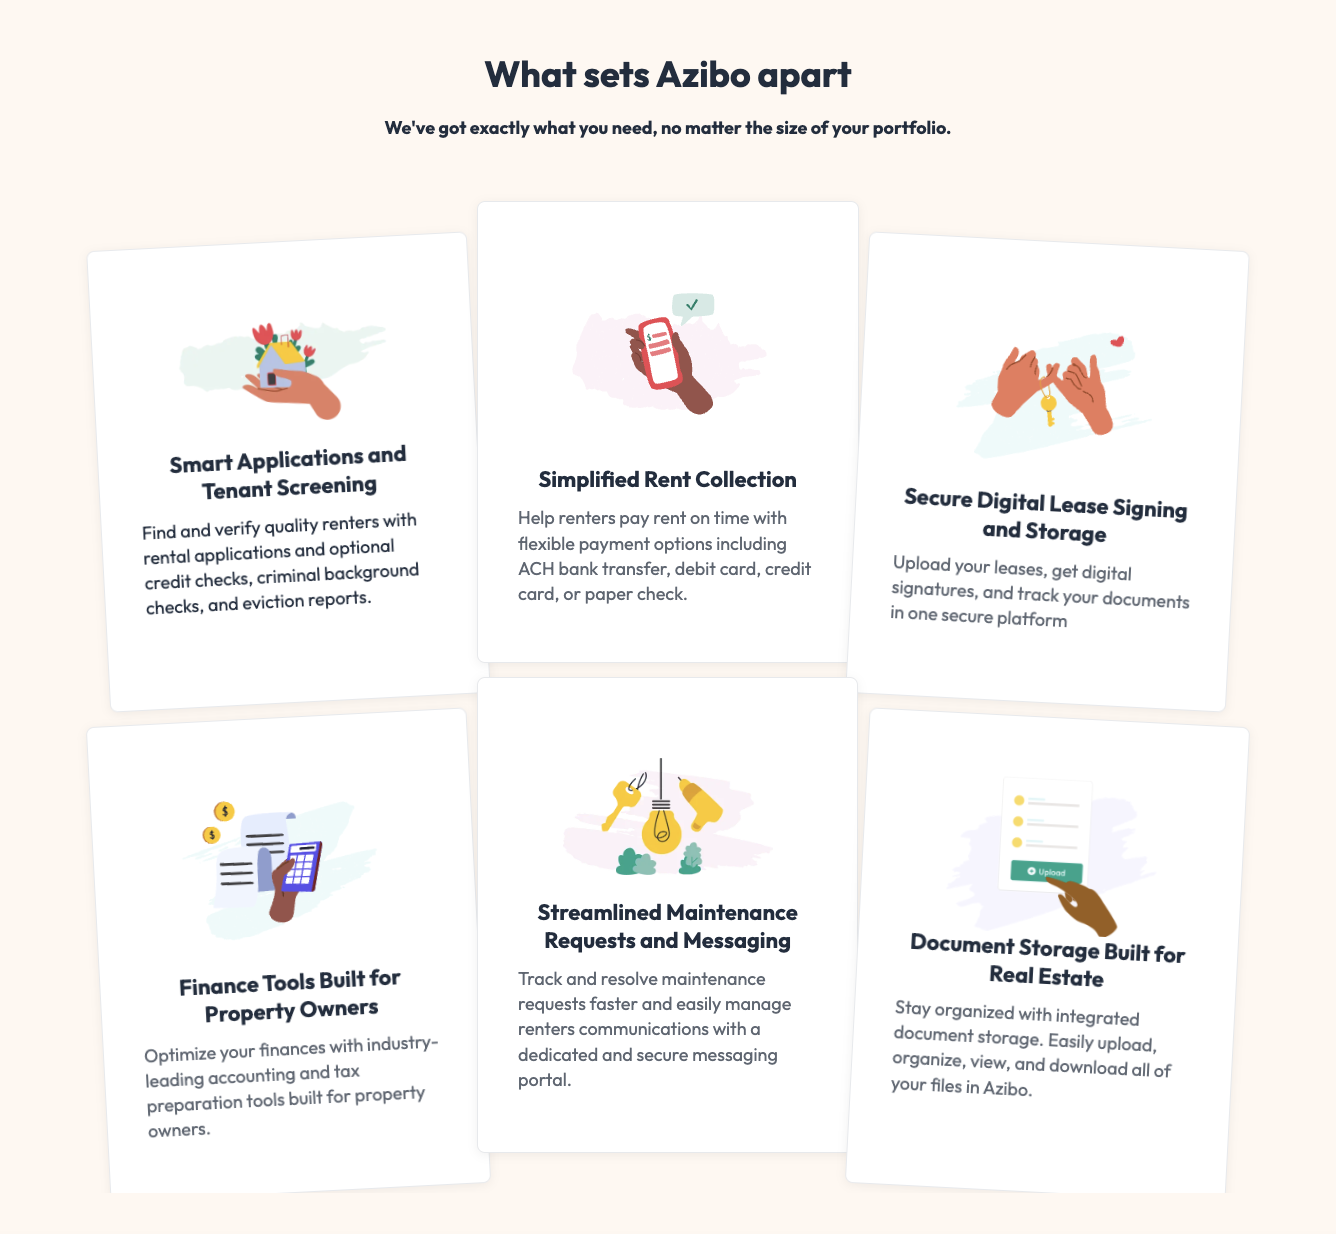 What sets Azibo apart
We've got exactly what you need, no matter the size of your portfolio.
Smart Applications and
Tenant Screening
Find and verify quality renters with
rental applications and optional
credit checks, criminal background
checks, and eviction reports.
$
Simplified Rent Collection
Help renters pay rent on time with
flexible payment options including
ACH bank transfer, debit card, credit
card, or paper check.
Secure Digital Lease Signing
and Storage
Upload your leases, get digital
signatures, and track your documents
in one secure platform
$
$
Finance Tools Built for
Property Owners
Optimize your finances with industry-
leading accounting and tax
preparation tools built for property
owners.
Streamlined Maintenance
Requests and Messaging
Track and resolve maintenance
requests faster and easily manage
renters communications with a
dedicated and secure messaging
portal.
Upload
Document Storage Built for
Real Estate
Stay organized with integrated
document storage. Easily upload,
organize, view, and download all of
your files in Azibo.